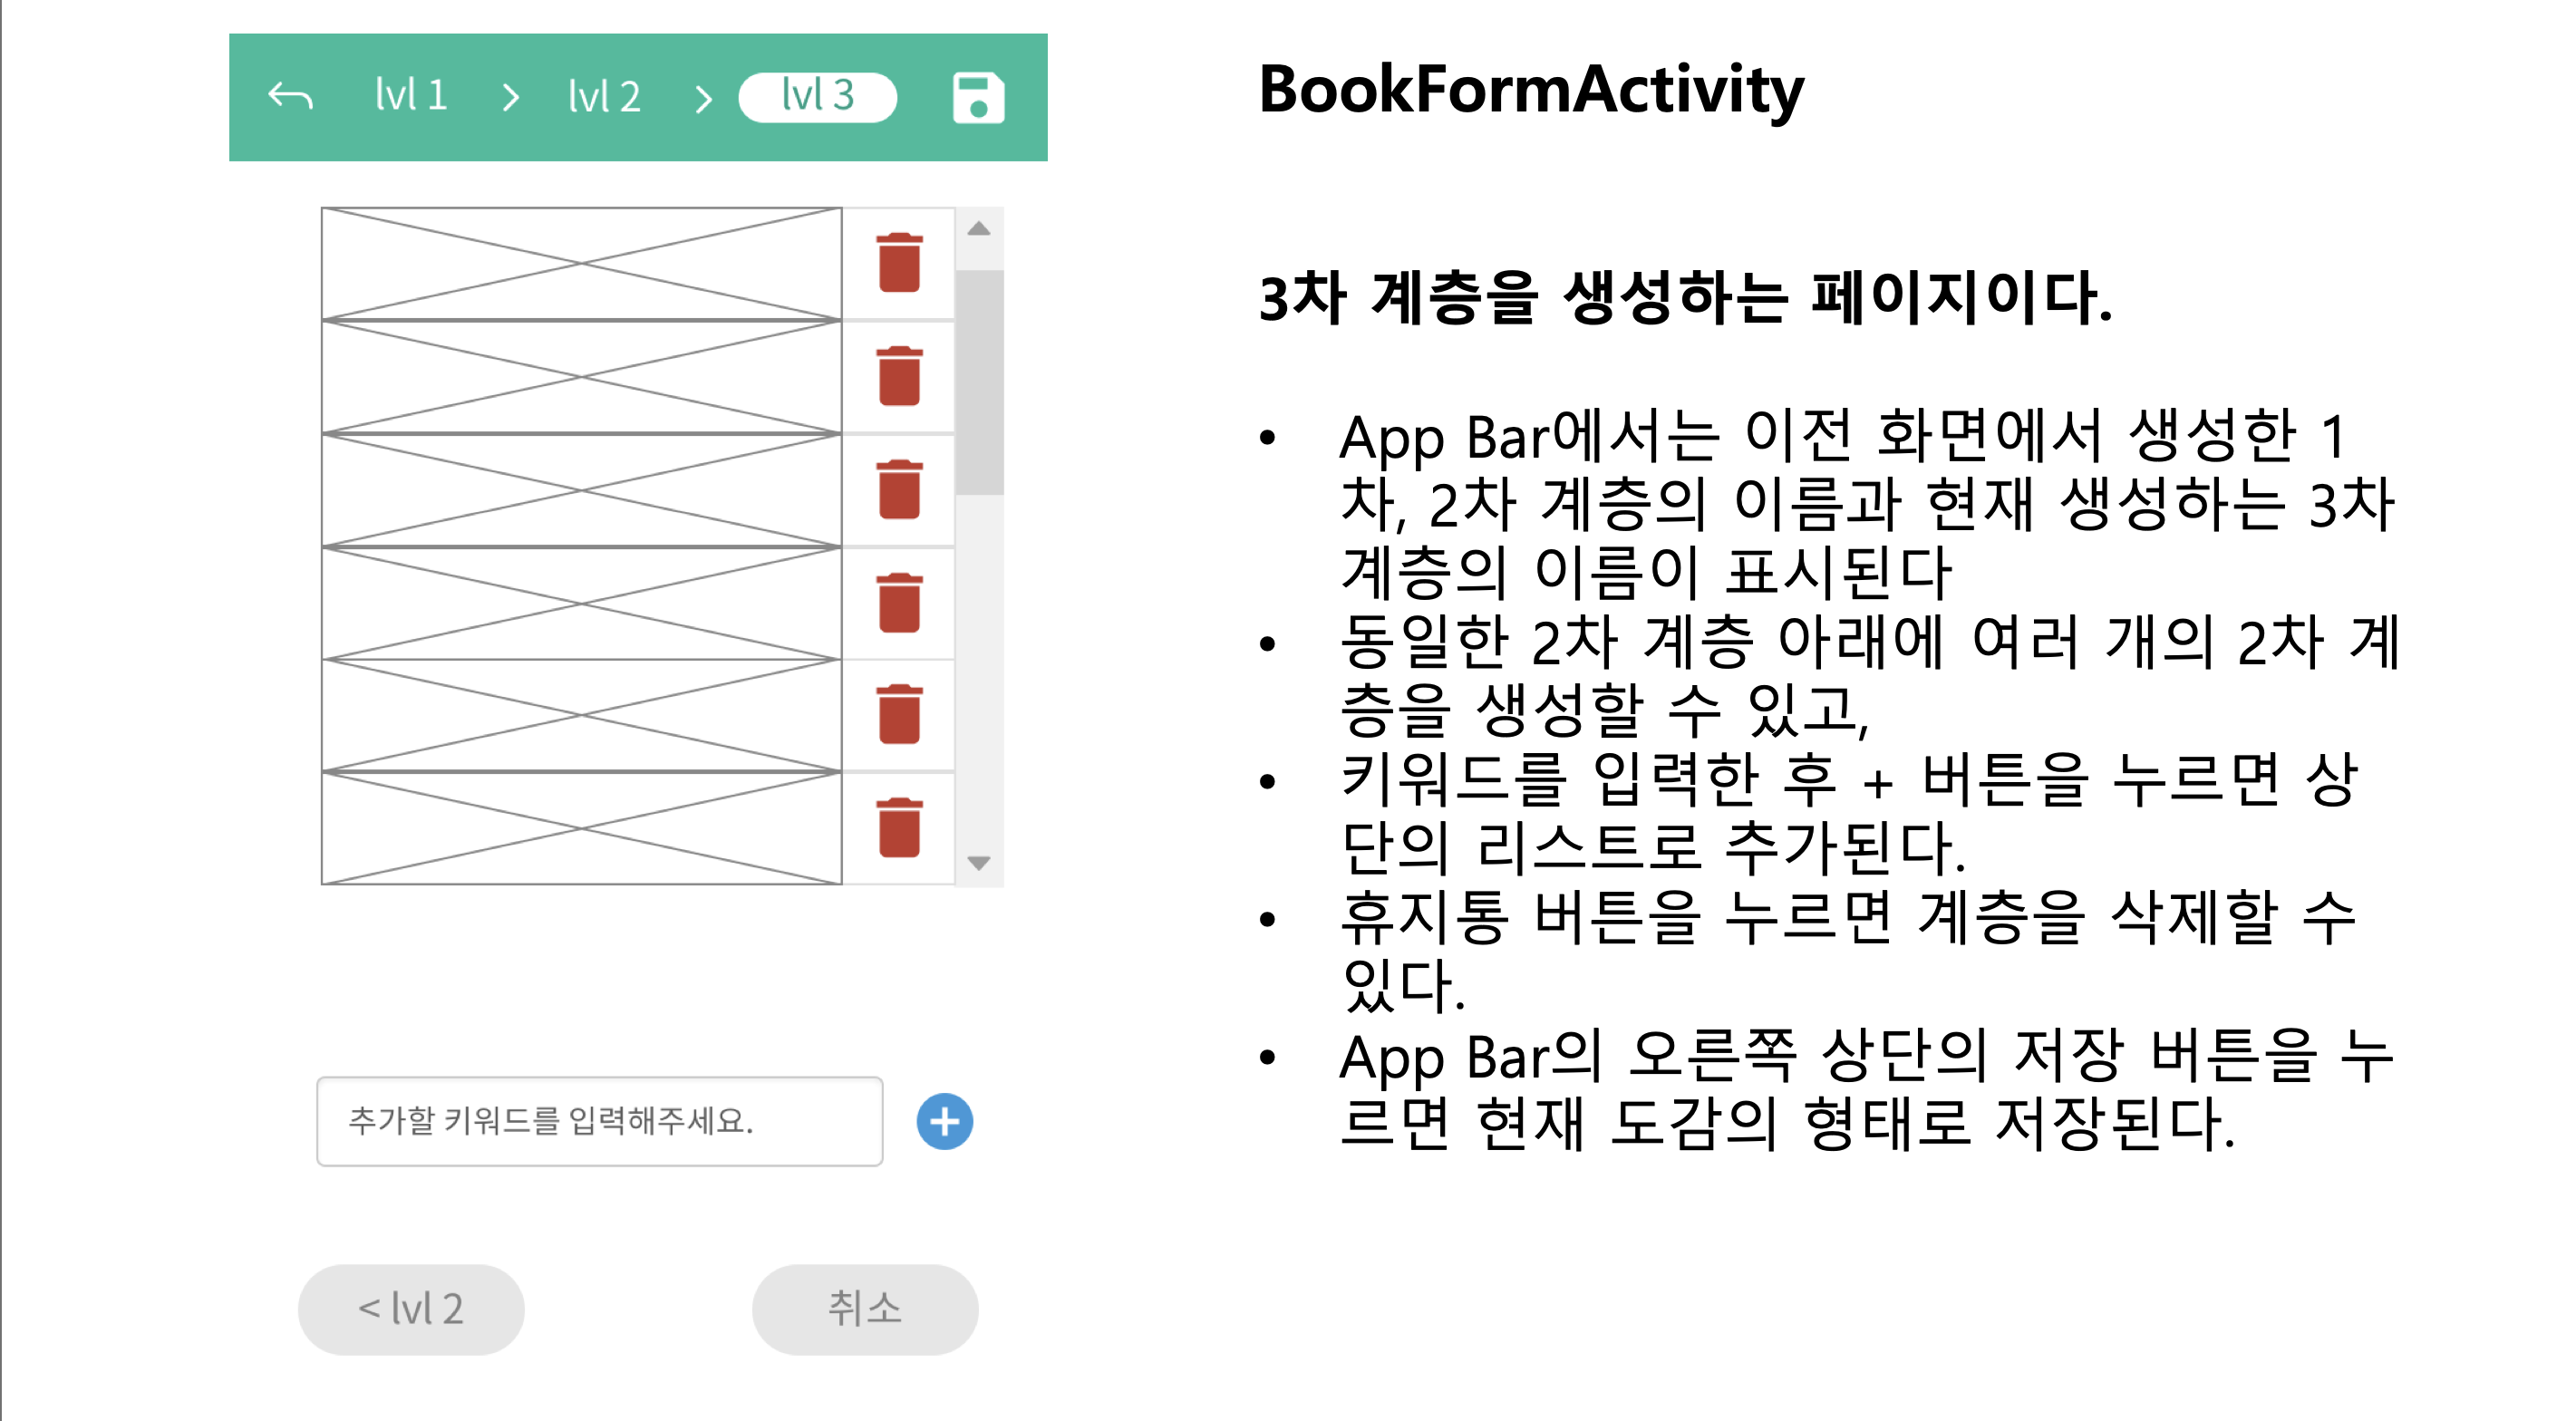 lvl 1 > lvl 2 > lvl 3
추가할 키워드를 입력해주세요.
< lvl 2
취소
BookFormActivity
3차 계층을 생성하는 페이지이다.
• App Bar에서는 이전 화면에서 생성한 1
차, 2차 계층의 이름과 현재 생성하는 3차
계층의 이름이 표시된다
• 동일한 2차 계층 아래에 여러 개의 2차 계
층을 생성할 수 있고,
• 키워드를 입력한 후 + 버튼을 누르면 상
단의 리스트로 추가된다.
• 휴지통 버튼을 누르면 계층을 삭제할 수
있다.
• App Bar의 오른쪽 상단의 저장 버튼을 누
르면 현재 도감의 형태로 저장된다.